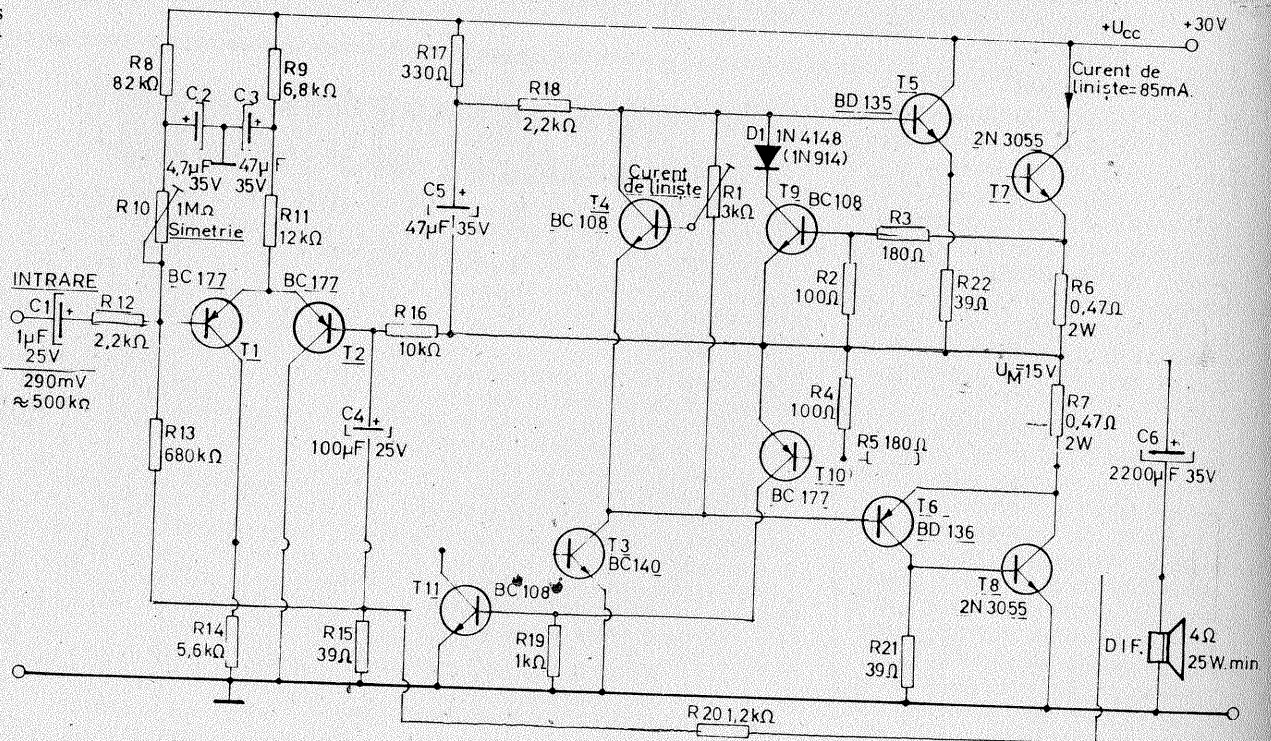 +Ucc
+30V
R8
82kΩ
R9
6,8kΩ
R17
330Ω
T5
BD 135
Curent de
liniște=85mA.
C2
+
C3
+
4,7µF
35V
47µF
35V
R18
2,2kΩ
D1
1N 4148
(1N914)
2N 3055
T7
R10
1MΩ
Simetrie
R11
12kΩ
C5
+
47µF
35V
Curent
de liniște
T4
BC 108
R1
3kΩ
T9
BC108
R3
180Ω
INTRARE
C1
+
1µF
25V
290mV
≈500kΩ
R12
2,2kΩ
BC 177
T1
BC177
T2
R16
10kΩ
R2
100Ω
R22
39Ω
R6
0,47Ω
2W
UM=15V
R13
680kΩ
C4
+
100µF
25V
R4
100Ω
R5 180Ω
R7
0,47Ω
2W
C6
+
2200µF 35V
T10
BC 177
T6
BD 136
T3
BC140
T11
BC108
T8
2N 3055
R14
5,6kΩ
R15
39Ω
R19
1kΩ
R21
39Ω
DIF.
4Ω
25W.min
R20 1,2kΩ